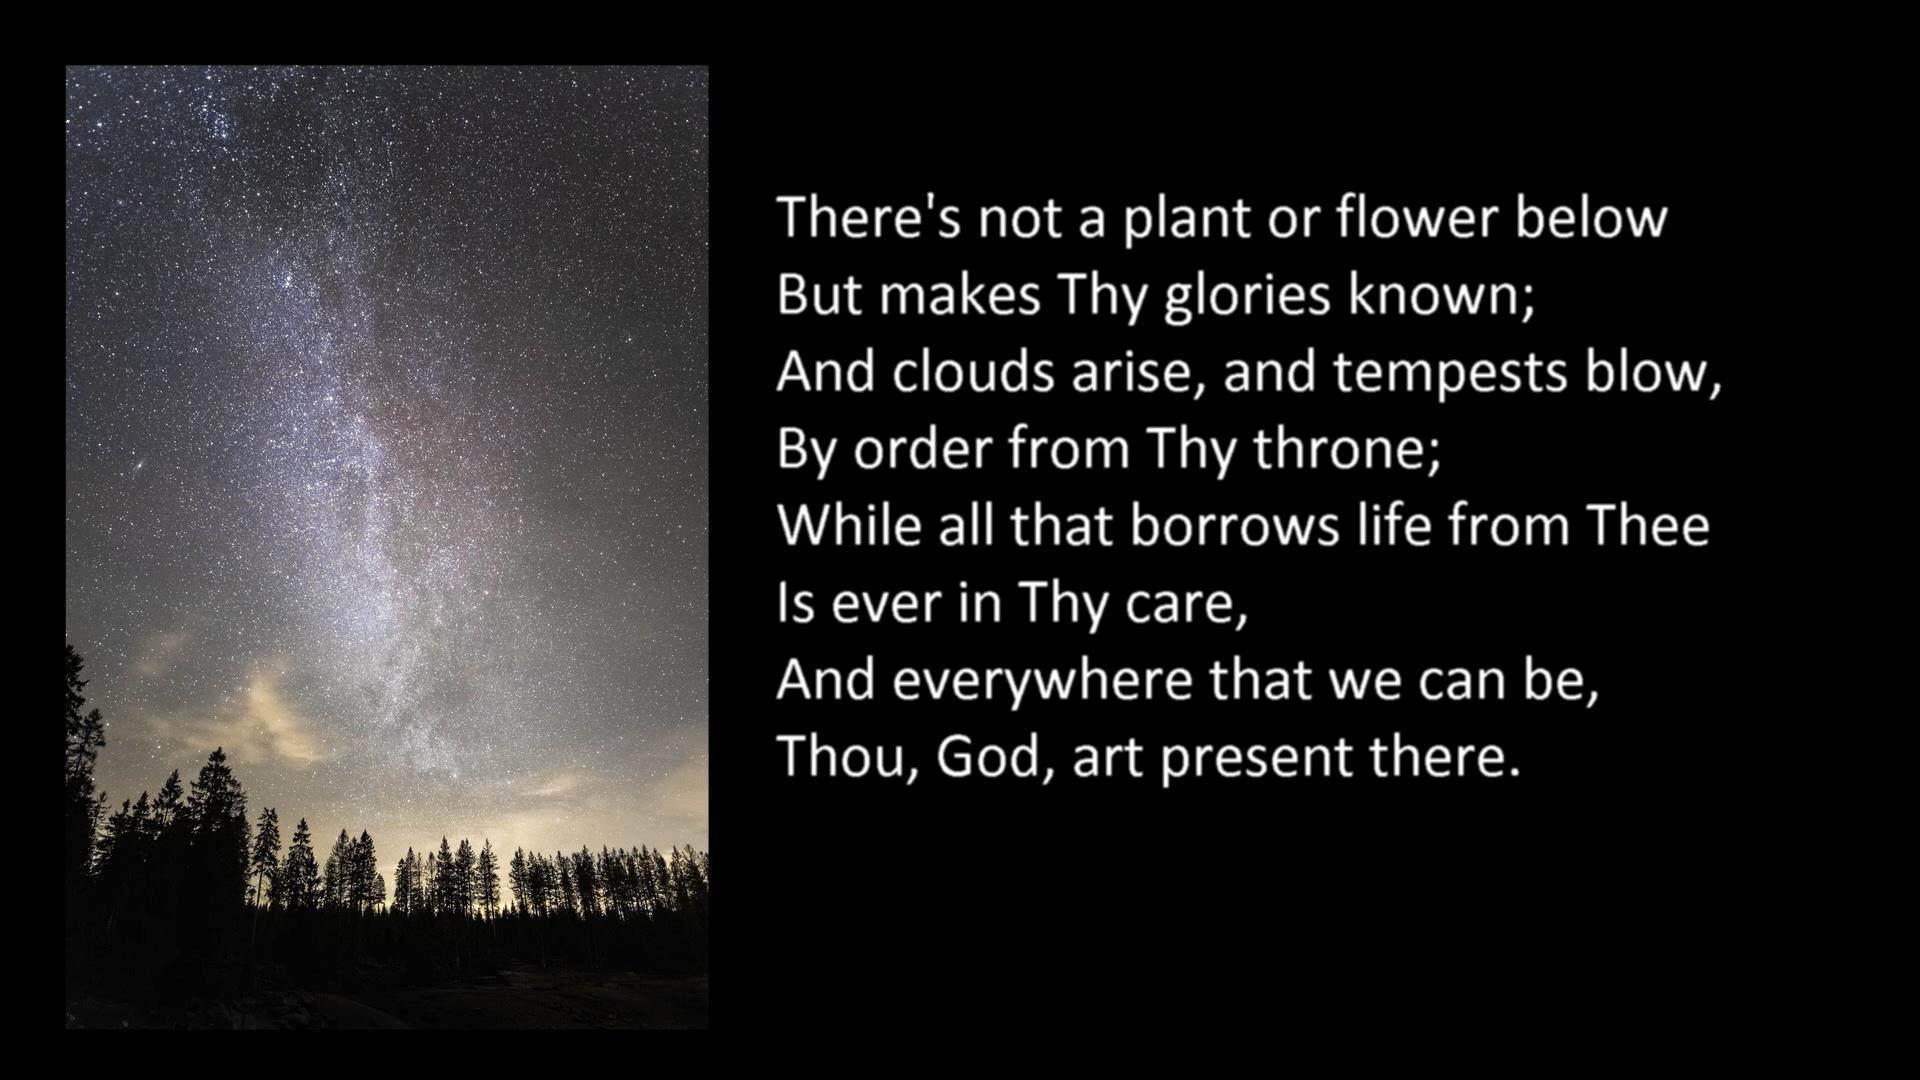 There's not a plant or flower below
But makes Thy glories known;
And clouds arise, and tempests blow,
By order from Thy throne;
While all that borrows life from Thee
Is ever in Thy care,
And everywhere that we can be,
Thou, God, art present there.